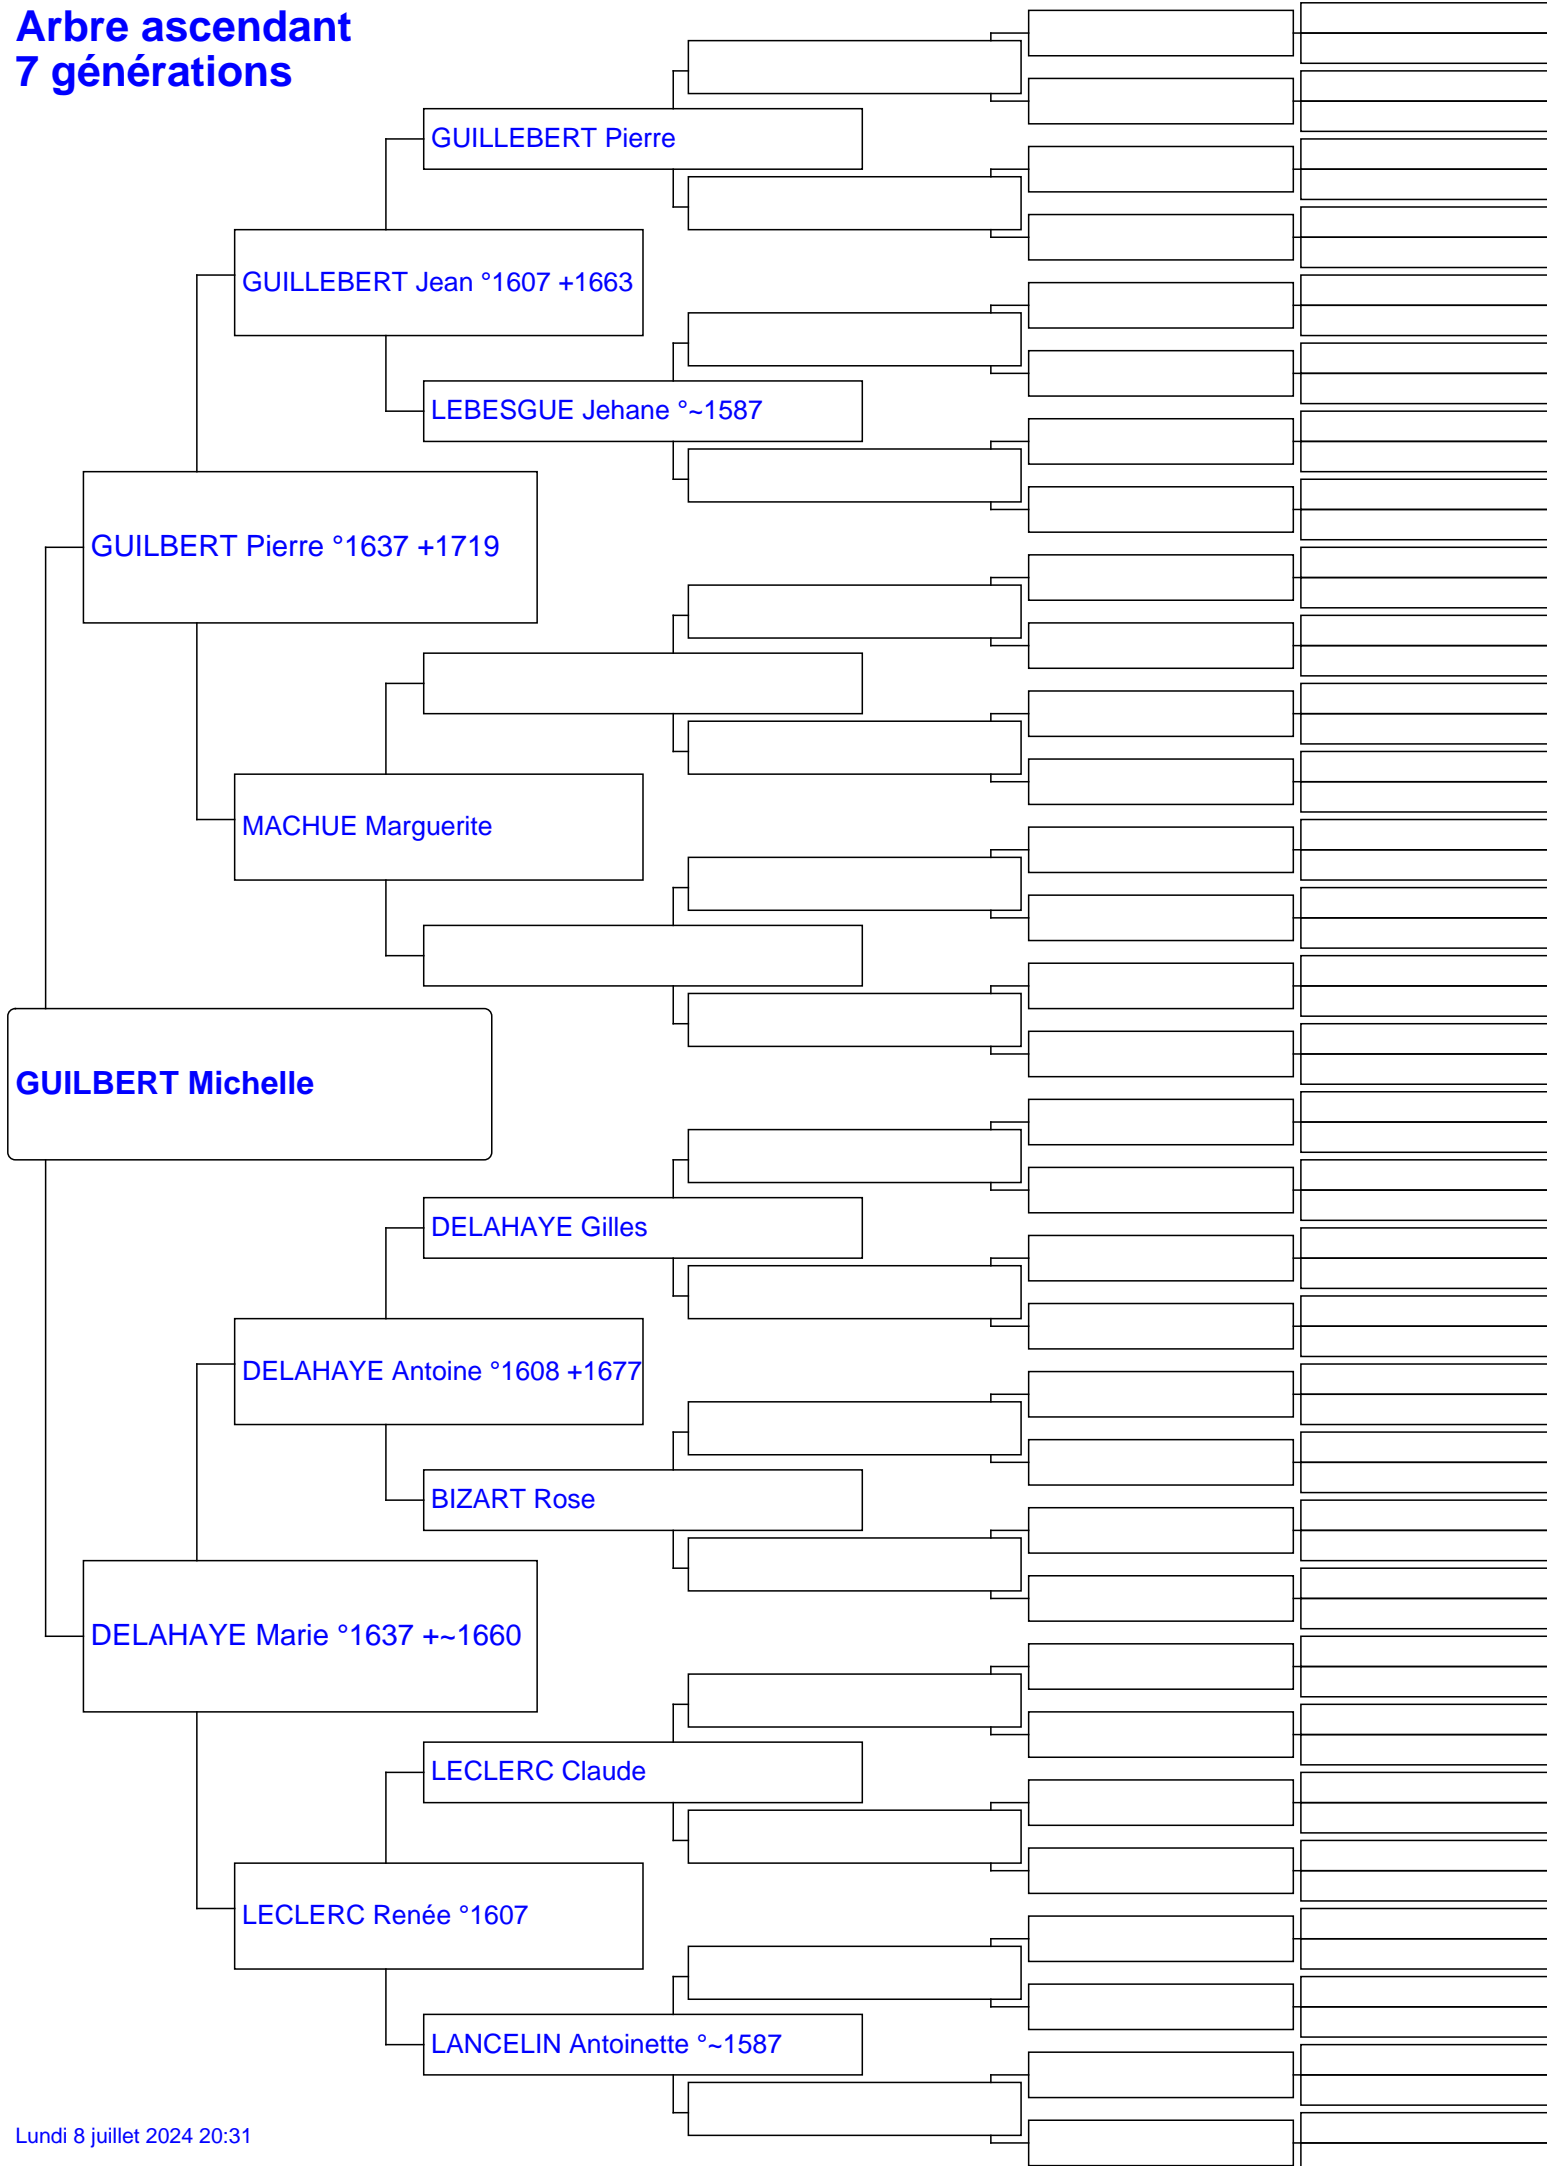 Arbre ascendant
7 générations
GUILLEBERT Pierre
GUILLEBERT Jean °1607 +1663
LEBESGUE Jehane °~1587
GUILBERT Pierre °1637 +1719
MACHUE Marguerite
GUILBERT Michelle
DELAHAYE Gilles
DELAHAYE Antoine °1608 +1677
BIZART Rose
DELAHAYE Marie °1637 +~1660
LECLERC Claude
LECLERC Renée °1607
LANCELIN Antoinette °~1587
Lundi 8 juillet 2024 20:31